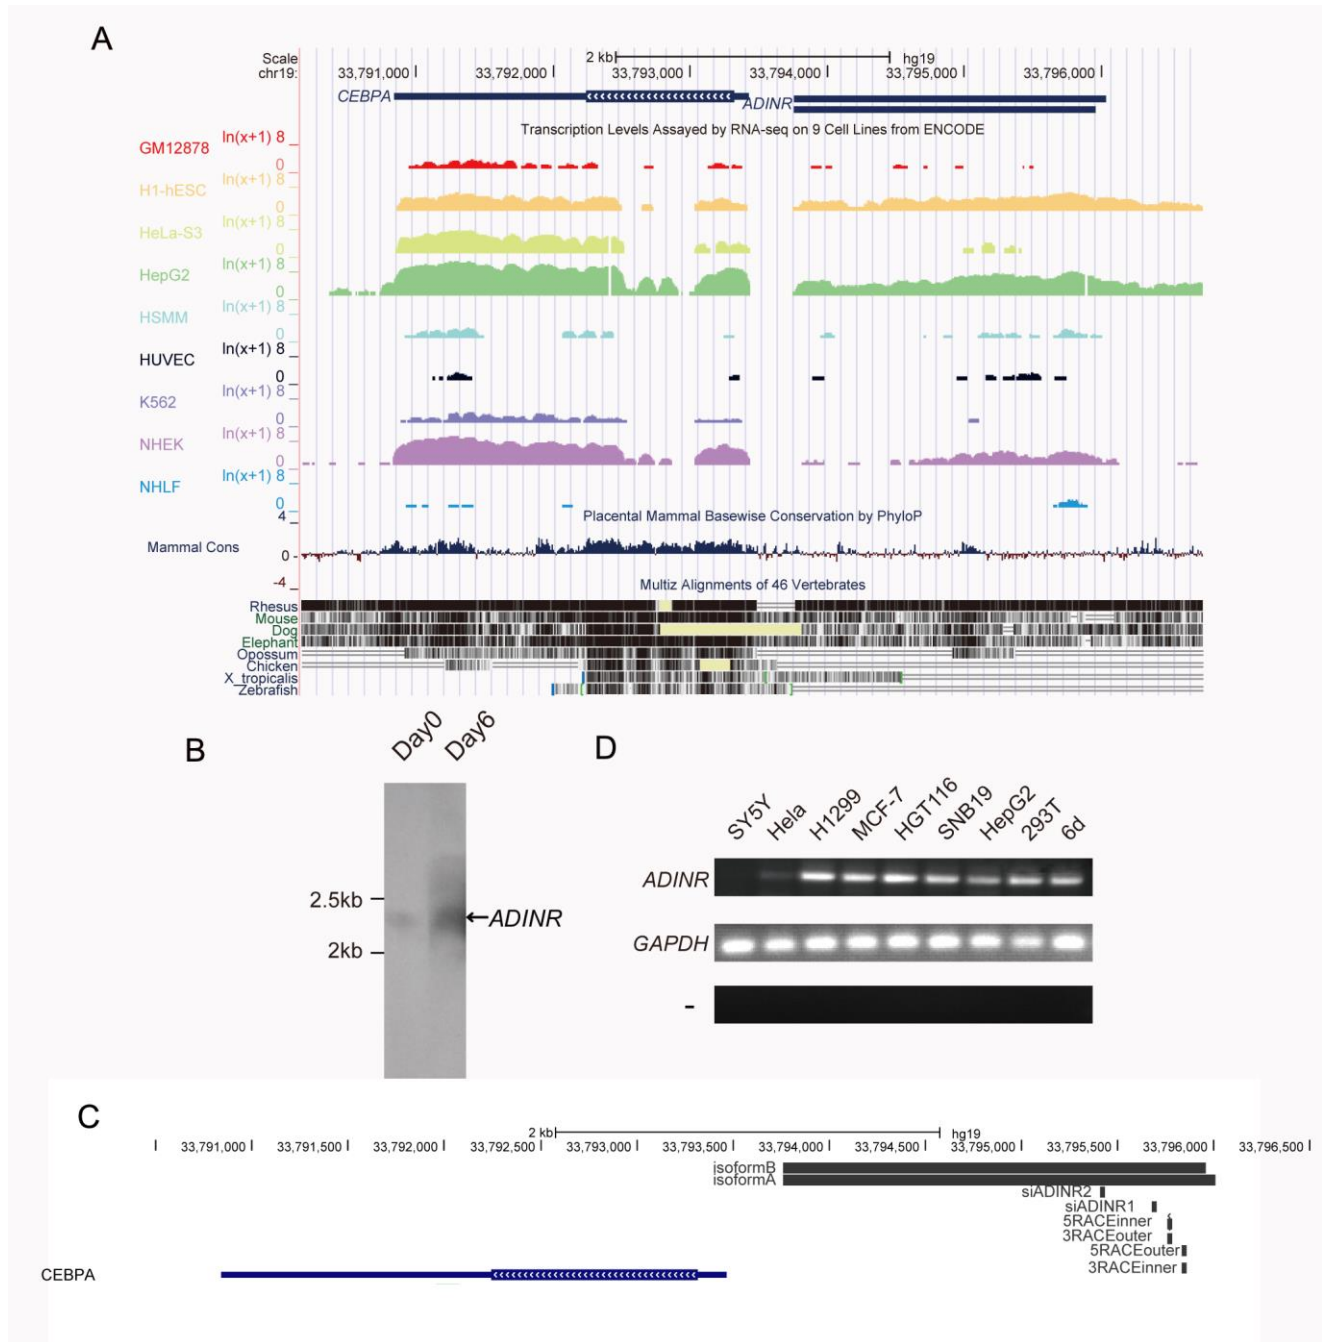 A
Scale
2 kb
hg19
chr19:
33,791,000
33,792,000
33,793,000
33,794,000
33,795,000
33,796,000
CEBPA
ADINR
Transcription Levels Assayed by RNA-seq on 9 Cell Lines from ENCODE
GM12878
ln(x+1) 8
0
H1-hESC
ln(x+1) 8
0
HeLa-S3
ln(x+1) 8
0
HepG2
ln(x+1) 8
0
HSMM
ln(x+1) 8
0
HUVEC
ln(x+1) 8
0
K562
ln(x+1) 8
0
NHEK
ln(x+1) 8
0
NHLF
ln(x+1) 8
0
Placental Mammal Basewise Conservation by PhyloP
4
Mammal Cons
0
-4
Multiz Alignments of 46 Vertebrates
Rhesus
Mouse
Dog
Elephant
Opossum
Chicken
X_tropicalis
Zebrafish
B
Day0
Day6
2.5kb
←ADINR
2kb
D
SY5Y
Hela
H1299
MCF-7
HGT116
SNB19
HepG2
293T
6d
ADINR
GAPDH
-
C
2 kb
hg19
33,791,000
33,791,500
33,792,000
33,792,500
33,793,000
33,793,500
33,794,000
33,794,500
33,795,000
33,795,500
33,796,000
33,796,500
isoformB
isoformA
siADINR2
siADINR1
5RACEinner
3RACEouter
5RACEouter
3RACEinner
CEBPA